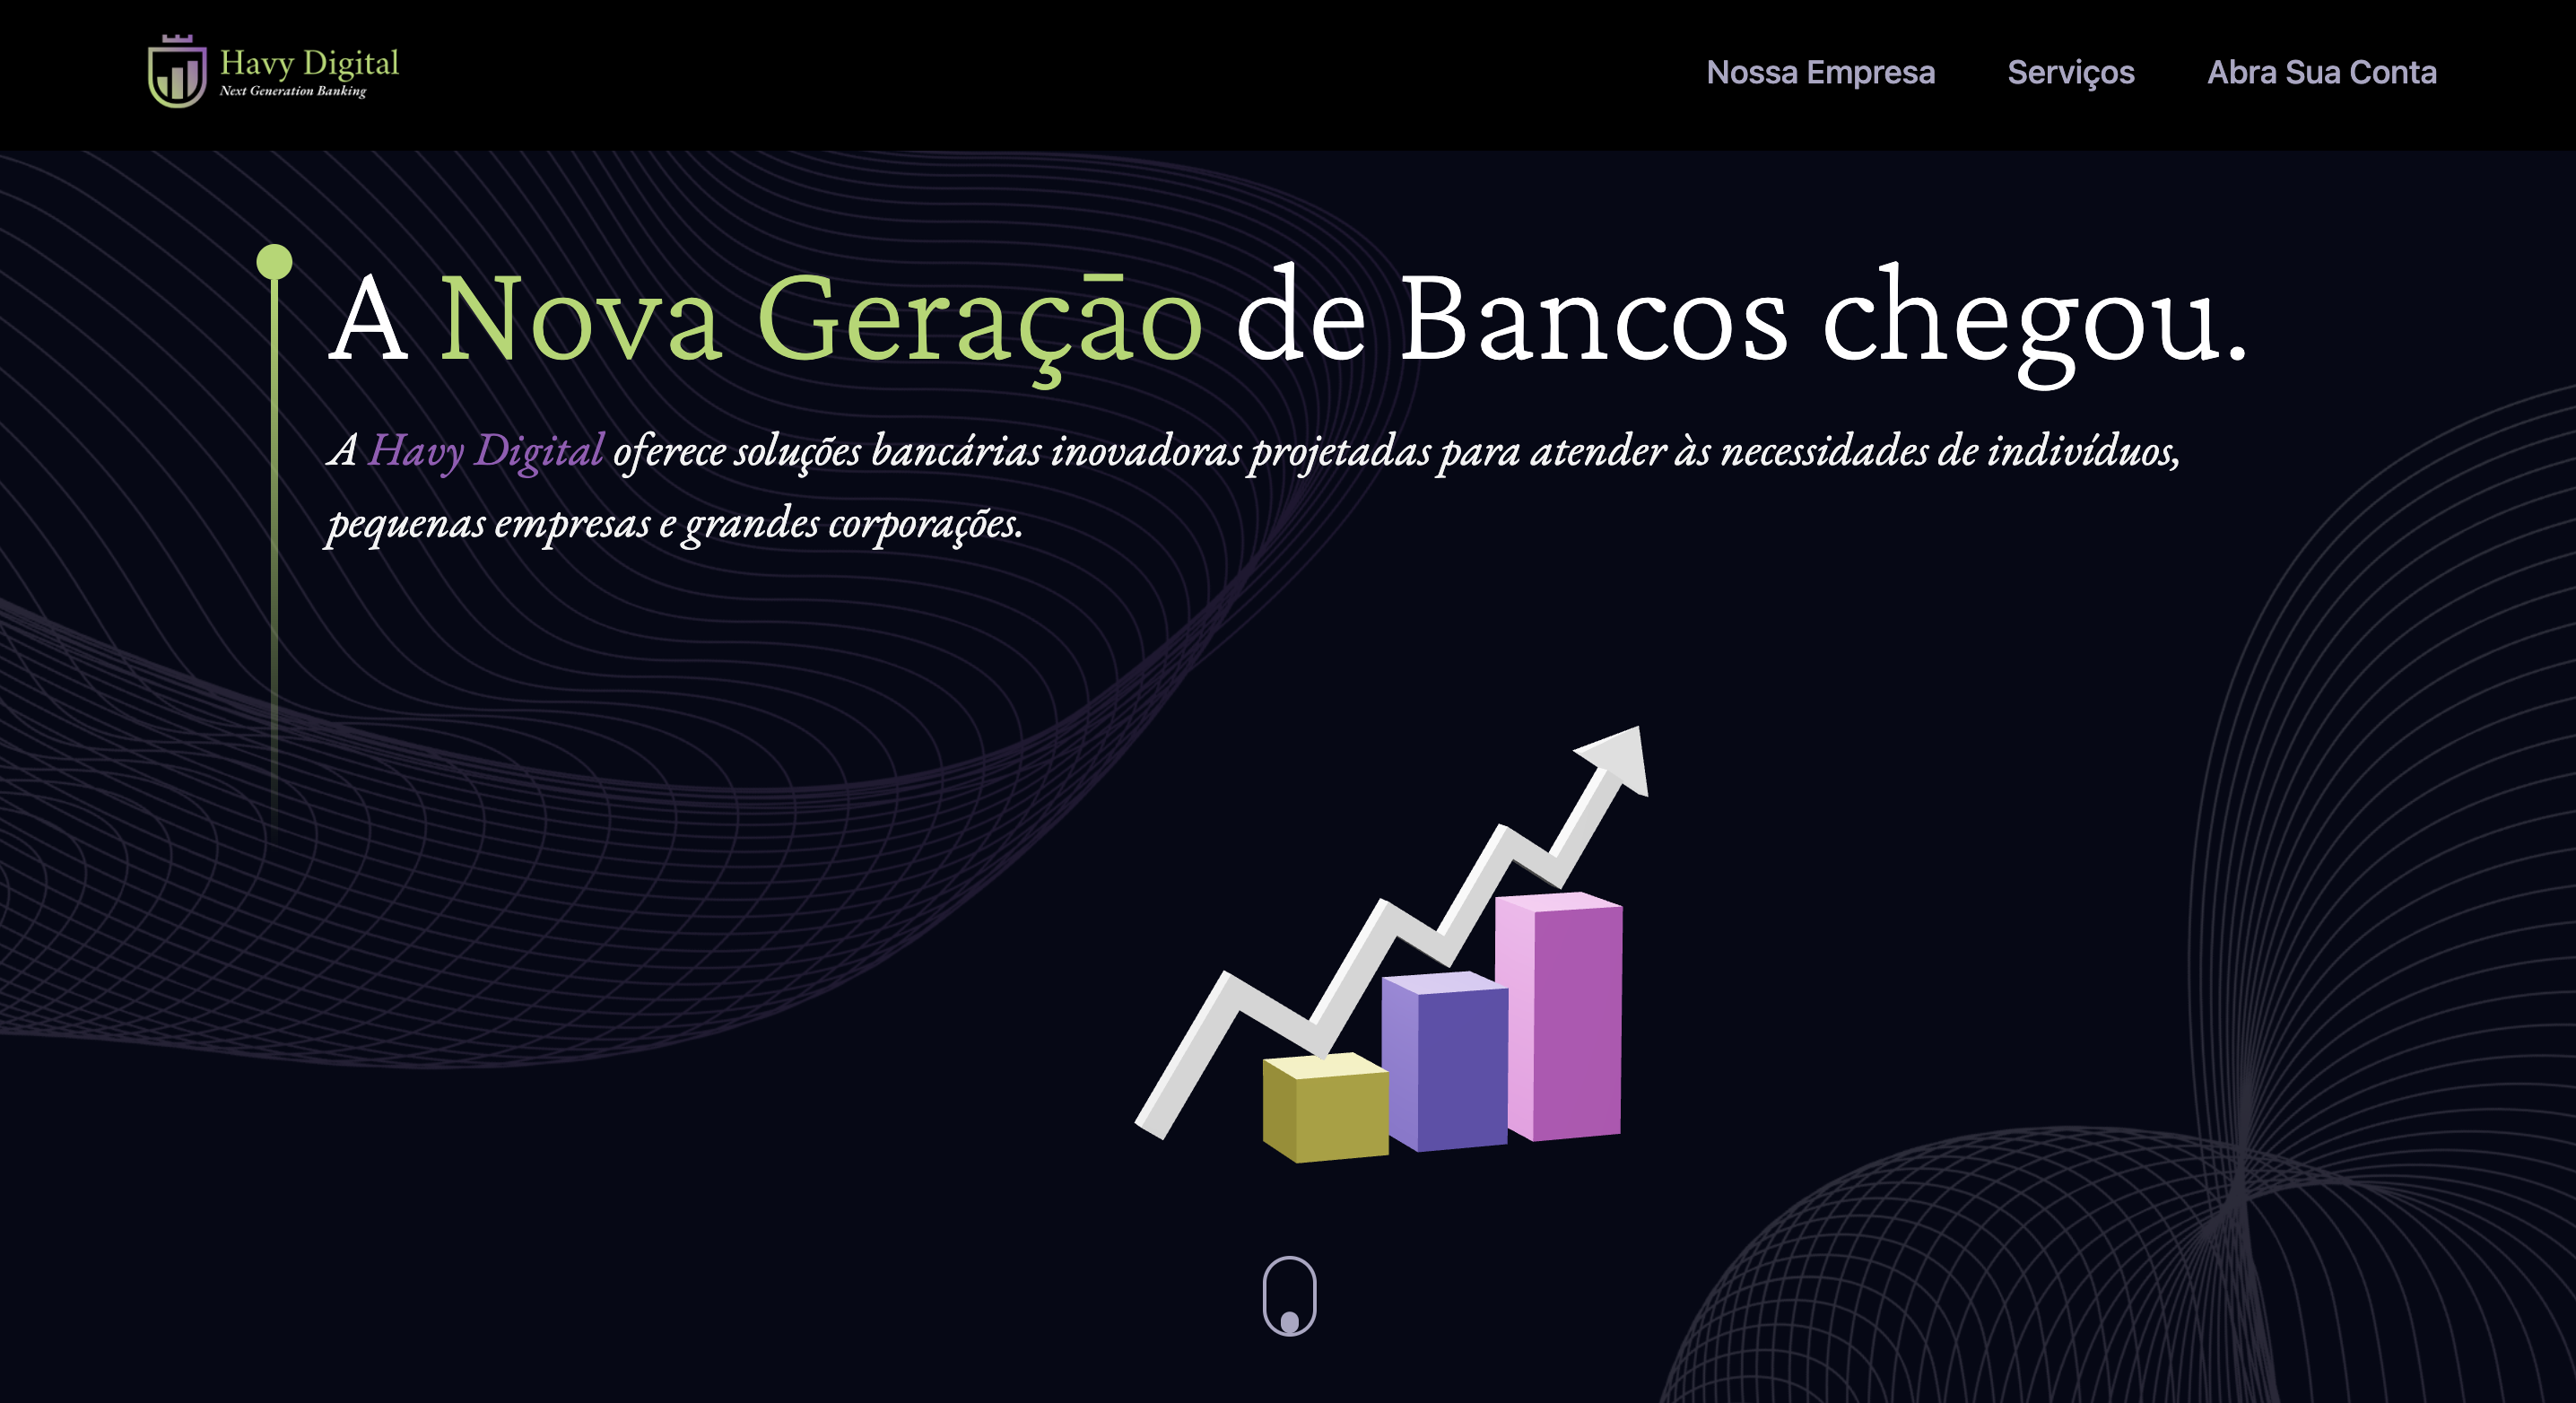 Havy Digital
Next Generation Banking
Nossa Empresa
Serviços
Abra Sua Conta
A Nova Geração de Bancos chegou.
A Havy Digital oferece soluções bancárias inovadoras projetadas para atender às necessidades de indivíduos,
pequenas empresas e grandes corporações.